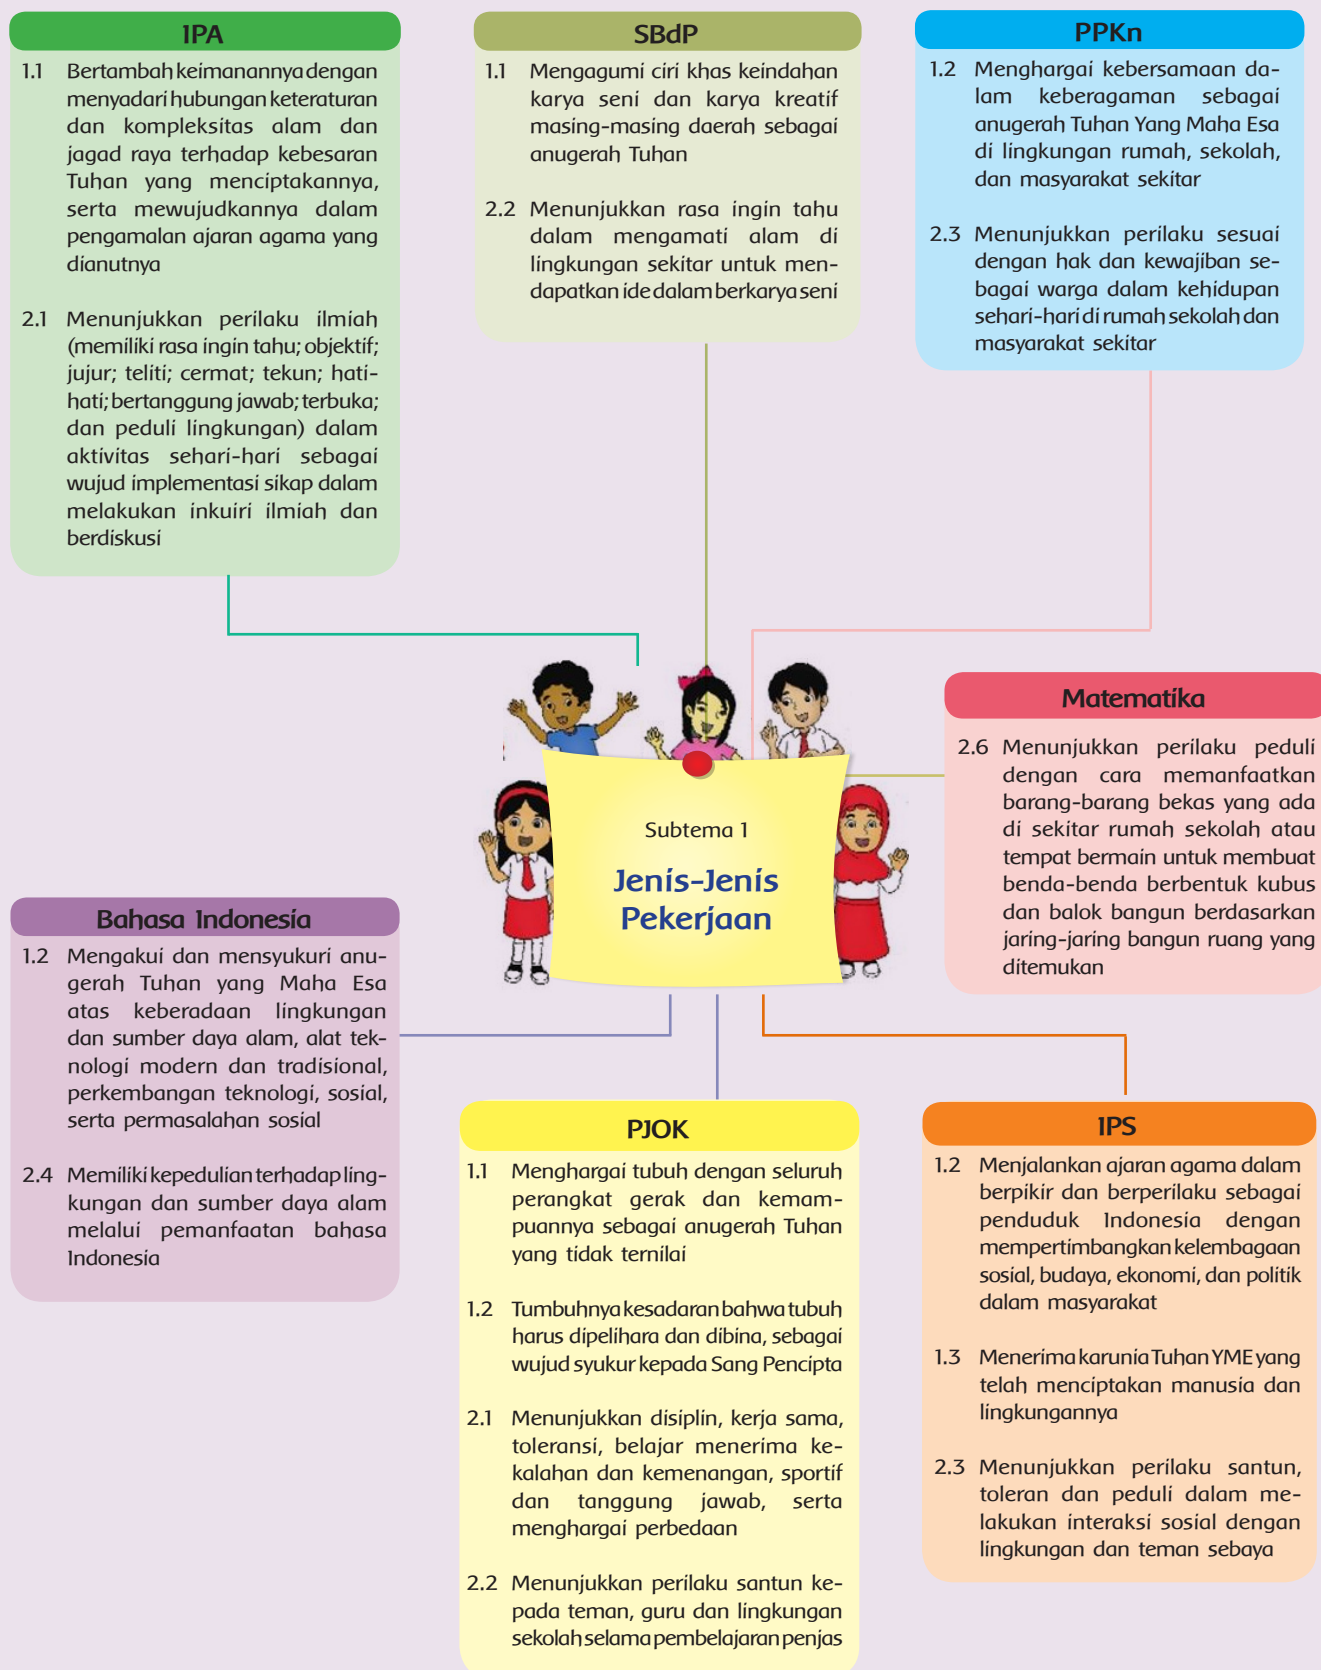 IPA
1.1 Bertambah keimanannya dengan
menyadari hubungan keteraturan
dan kompleksitas alam dan
jagad raya terhadap kebesaran
Tuhan yang menciptakannya,
serta mewujudkannya dalam
pengamalan ajaran agama yang
dianutnya
2.1 Menunjukkan perilaku ilmiah
(memiliki rasa ingin tahu; objektif;
jujur; teliti; cermat; tekun; hati-
hati; bertanggung jawab; terbuka;
dan peduli lingkungan) dalam
aktivitas sehari-hari sebagai
wujud implementasi sikap dalam
melakukan inkuiri ilmiah dan
berdiskusi
SBdP
1.1 Mengagumi ciri khas keindahan
karya seni dan karya kreatif
masing-masing daerah sebagai
anugerah Tuhan
2.2 Menunjukkan rasa ingin tahu
dalam mengamati alam di
lingkungan sekitar untuk men-
dapatkan ide dalam berkarya seni
PPKn
1.2 Menghargai kebersamaan da-
lam keberagaman sebagai
anugerah Tuhan Yang Maha Esa
di lingkungan rumah, sekolah,
dan masyarakat sekitar
2.3 Menunjukkan perilaku sesuai
dengan hak dan kewajiban se-
bagai warga dalam kehidupan
sehari-hari di rumah sekolah dan
masyarakat sekitar
Matematika
2.6 Menunjukkan perilaku peduli
dengan cara memanfaatkan
barang-barang bekas yang ada
di sekitar rumah sekolah atau
tempat bermain untuk membuat
benda-benda berbentuk kubus
dan balok bangun berdasarkan
jaring-jaring bangun ruang yang
ditemukan
Subtema 1
Jenis-Jenis
Pekerjaan
Bahasa Indonesia
1.2 Mengakui dan mensyukuri anu-
gerah Tuhan yang Maha Esa
atas keberadaan lingkungan
dan sumber daya alam, alat tek-
nologi modern dan tradisional,
perkembangan teknologi, sosial,
serta permasalahan sosial
2.4 Memiliki kepedulian terhadap ling-
kungan dan sumber daya alam
melalui pemanfaatan bahasa
Indonesia
PJOK
1.1 Menghargai tubuh dengan seluruh
perangkat gerak dan kemam-
puannya sebagai anugerah Tuhan
yang tidak ternilai
1.2 Tumbuhnya kesadaran bahwa tubuh
harus dipelihara dan dibina, sebagai
wujud syukur kepada Sang Pencipta
2.1 Menunjukkan disiplin, kerja sama,
toleransi, belajar menerima ke-
kalahan dan kemenangan, sportif
dan tanggung jawab, serta
menghargai perbedaan
2.2 Menunjukkan perilaku santun ke-
pada teman, guru dan lingkungan
sekolah selama pembelajaran penjas
IPS
1.2 Menjalankan ajaran agama dalam
berpikir dan berperilaku sebagai
penduduk Indonesia dengan
mempertimbangkan kelembagaan
sosial, budaya, ekonomi, dan politik
dalam masyarakat
1.3 Menerima karunia Tuhan YME yang
telah menciptakan manusia dan
lingkungannya
2.3 Menunjukkan perilaku santun,
toleran dan peduli dalam me-
lakukan interaksi sosial dengan
lingkungan dan teman sebaya